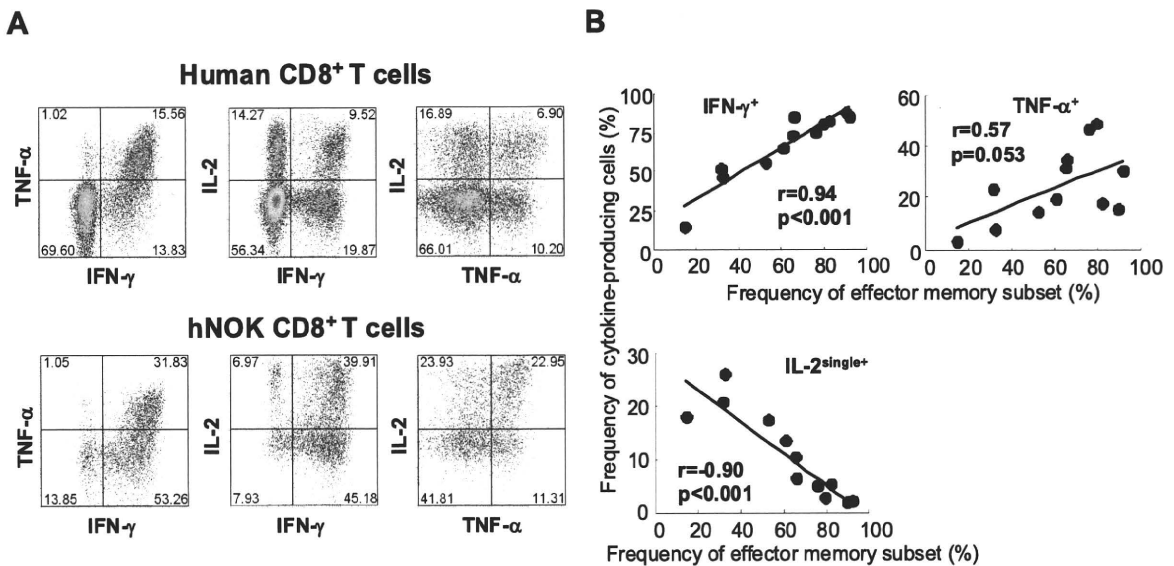 A
Human CD8+ T cells
1.02 15.56
TNF-α
69.60 13.83
IFN-γ
14.27 9.52
IL-2
56.34 19.87
IFN-γ
16.89 6.90
IL-2
66.01 10.20
TNF-α
hNOK CD8+ T cells
1.05 31.83
TNF-α
13.85 53.26
IFN-γ
6.97 39.91
IL-2
7.93 45.18
IFN-γ
23.93 22.95
IL-2
41.81 11.31
TNF-α
B
Frequency of cytokine-producing cells (%)
100
75
50
25
0
IFN-γ+
r=0.94
p<0.001
0 20 40 60 80 100
60
40
20
0
TNF-α+
r=0.57
p=0.053
0 20 40 60 80 100
Frequency of effector memory subset (%)
30
20
10
0
IL-2single+
r=-0.90
p<0.001
0 20 40 60 80 100
Frequency of effector memory subset (%)